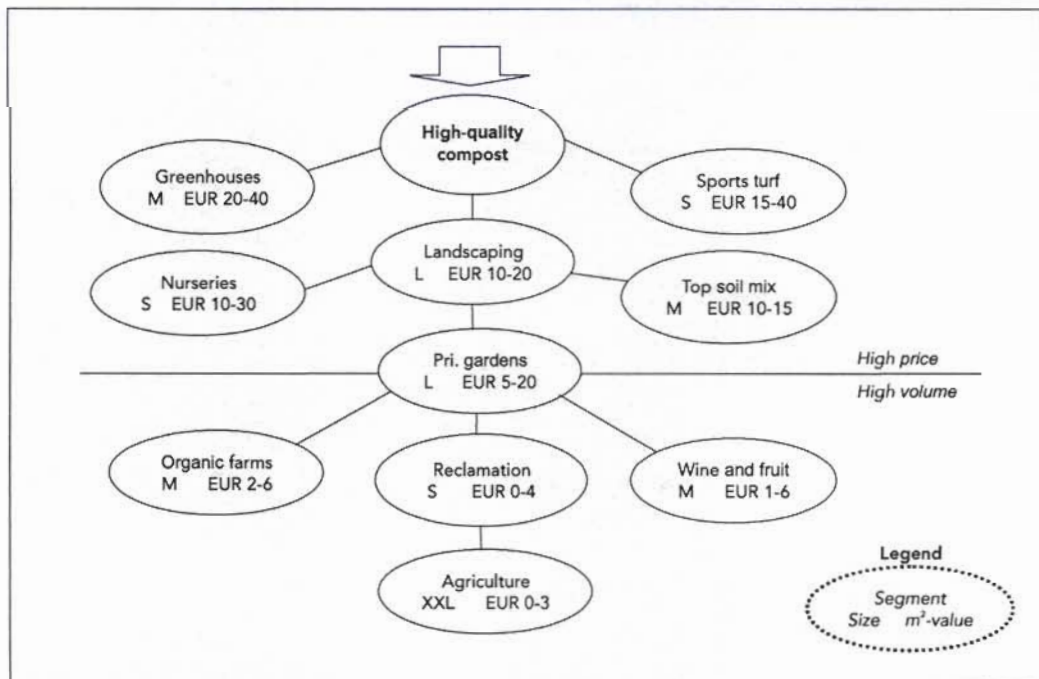 High-quality
compost
Greenhouses
M EUR 20-40
Sports turf
S EUR 15-40
Landscaping
L EUR 10-20
Nurseries
S EUR 10-30
Top soil mix
M EUR 10-15
Pri. gardens
L EUR 5-20
High price
High volume
Organic farms
M EUR 2-6
Reclamation
S EUR 0-4
Wine and fruit
M EUR 1-6
Agriculture
XXL EUR 0-3
Legend
Segment
Size m²-value